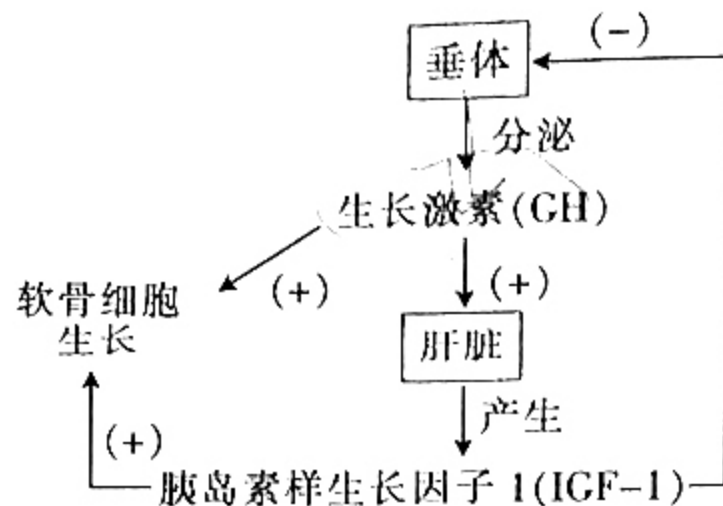 (-)
垂体
分泌
生长激素(GH)
(+)
(+)
软骨细胞
生长
肝脏
产生
(+)
胰岛素样生长因子 1(IGF-1)